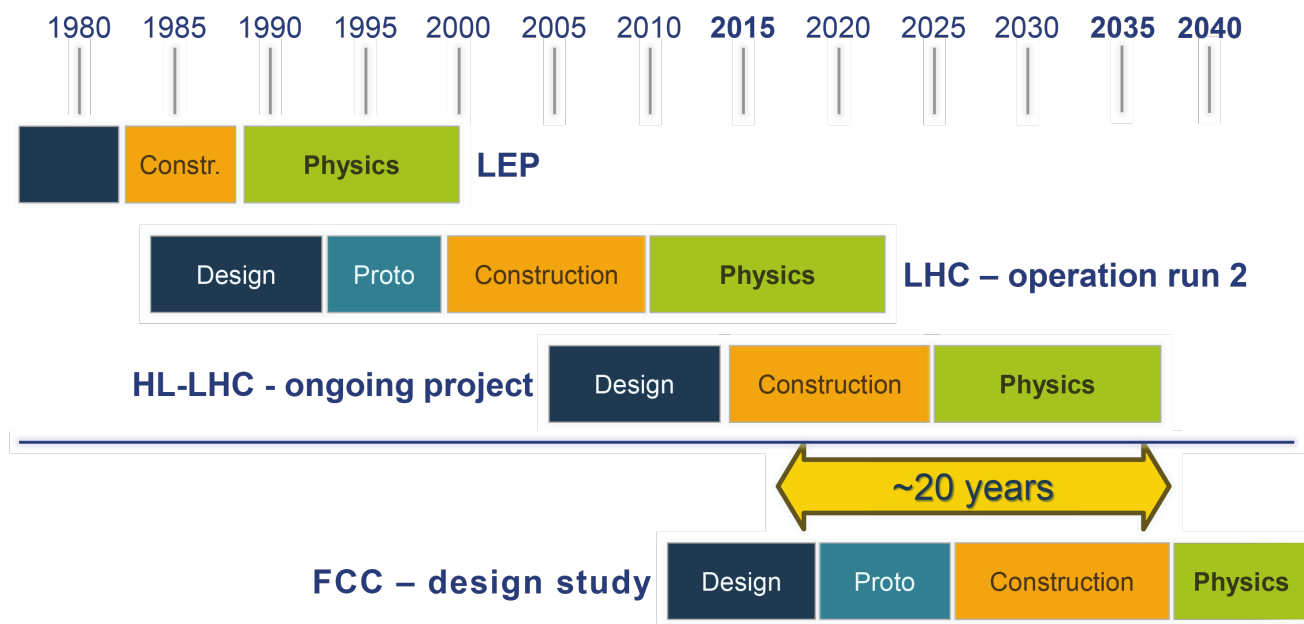 1980 1985 1990 1995 2000 2005 2010 2015 2020 2025 2030 2035 2040
Constr. Physics LEP
Design Proto Construction Physics LHC – operation run 2
HL-LHC - ongoing project Design Construction Physics
~20 years
FCC – design study Design Proto Construction Physics